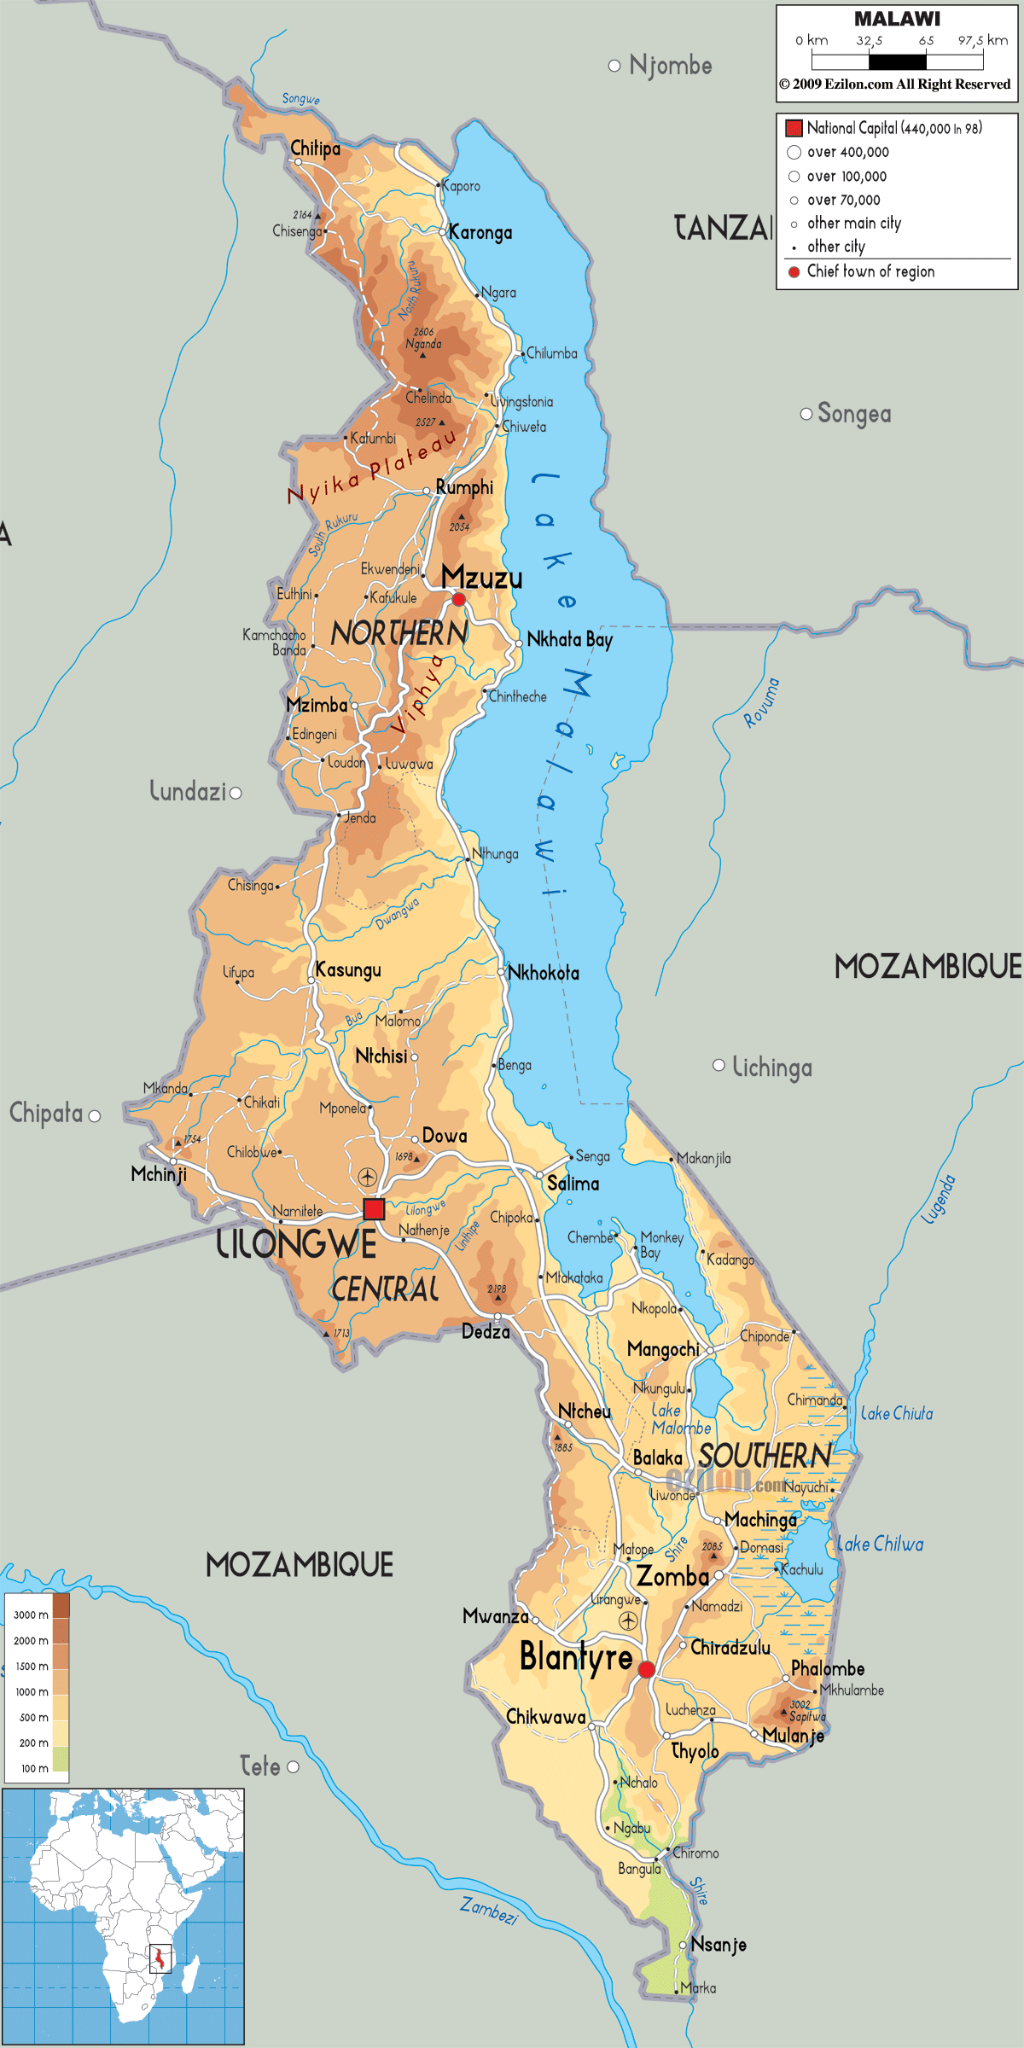 MALAWI
0 km 32,5 65 97,5 km
© 2009 Ezilon.com All Right Reserved
National Capital (440,000 in 98)
over 400,000
over 100,000
over 70,000
other main city
other city
Chief town of region
Njombe
TANZA
Songwe
Chitipa
Kaporo
2164
Chisenga
Karonga
North Rukuru
Ngara
2606
Nganda
Chilumba
Chelinda
Livingstonia
Songea
2527
Chiweta
Katumbi
Nyika Plateau
Rumphi
2054
South Rukuru
A
Lake Malawi
Ekwendeni
Mzuzu
Euthini
Kafukule
NORTHERN
Kamchacho
Banda
Nkhata Bay
Viphya
Chintheche
Rovuma
Mzimba
Edingeni
Loudon
Luwawa
Lundazi
Jenda
Nthunga
Chisinga
Dwangwa
MOZAMBIQUE
Lifupa
Kasungu
Nkhokota
Bua
Malomo
Ntchisi
Benga
Lichinga
Mkanda
Chikati
Mponela
Chipata
1754
Dowa
Chilobwe
1698
Mchinji
Senga
Makanjila
Salima
Namitete
Lilongwe
Linthipe
Chipoka
Lugenda
LILONGWE
Nathenje
Chembe
Monkey
Bay
Kadango
CENTRAL
Mtakataka
2198
Nkopola
1713
Dedza
Mangochi
Chiponde
Nkungulu
Chimanda
Ntcheu
Lake
Malombe
Lake Chiuta
1885
Balaka
SOUTHERN
ezilon.com
Liwonde
Nayuchi
Machinga
Shire
Lake Chilwa
Matope
2085
Domasi
MOZAMBIQUE
Zomba
Kachulu
Lirangwe
Namadzi
Mwanza
Chiradzulu
Blantyre
Phalombe
Mkhulambe
3002
Sapitwa
Chikwawa
Luchenza
Mulanje
Thyolo
3000 m
2000 m
1500 m
1000 m
500 m
200 m
100 m
Tete
Nchalo
Ngabu
Chiromo
Bangula
Shire
Zambezi
Nsanje
Marka